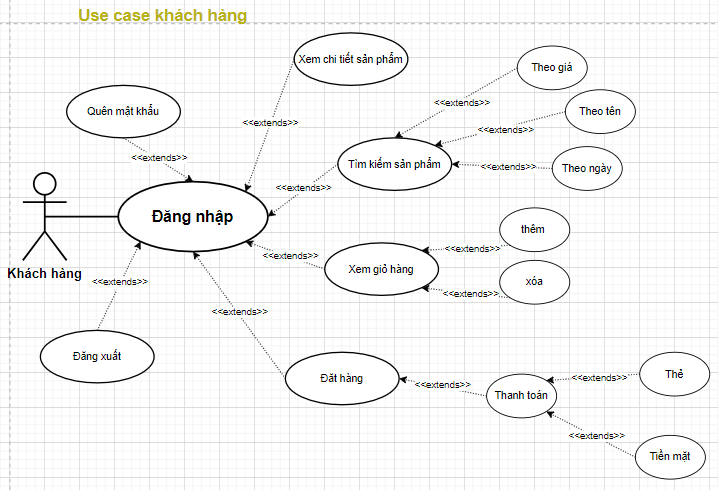 Use case khách hàng
Xem chi tiết sản phẩm
Theo giá
Quên mật khẩu
<<extends>>
Theo tên
<<extends>>
<<extends>>
<<extends>>
Tìm kiếm sản phẩm
<<extends>>
Theo ngày
<<extends>>
Đăng nhập
thêm
<<extends>>
<<extends>>
Xem giỏ hàng
Khách hàng
<<extends>>
xóa
<<extends>>
<<extends>>
Đăng xuất
Đăt hàng
<<extends>>
<<extends>>
Thẻ
Thanh toán
<<extends>>
Tiền mặt